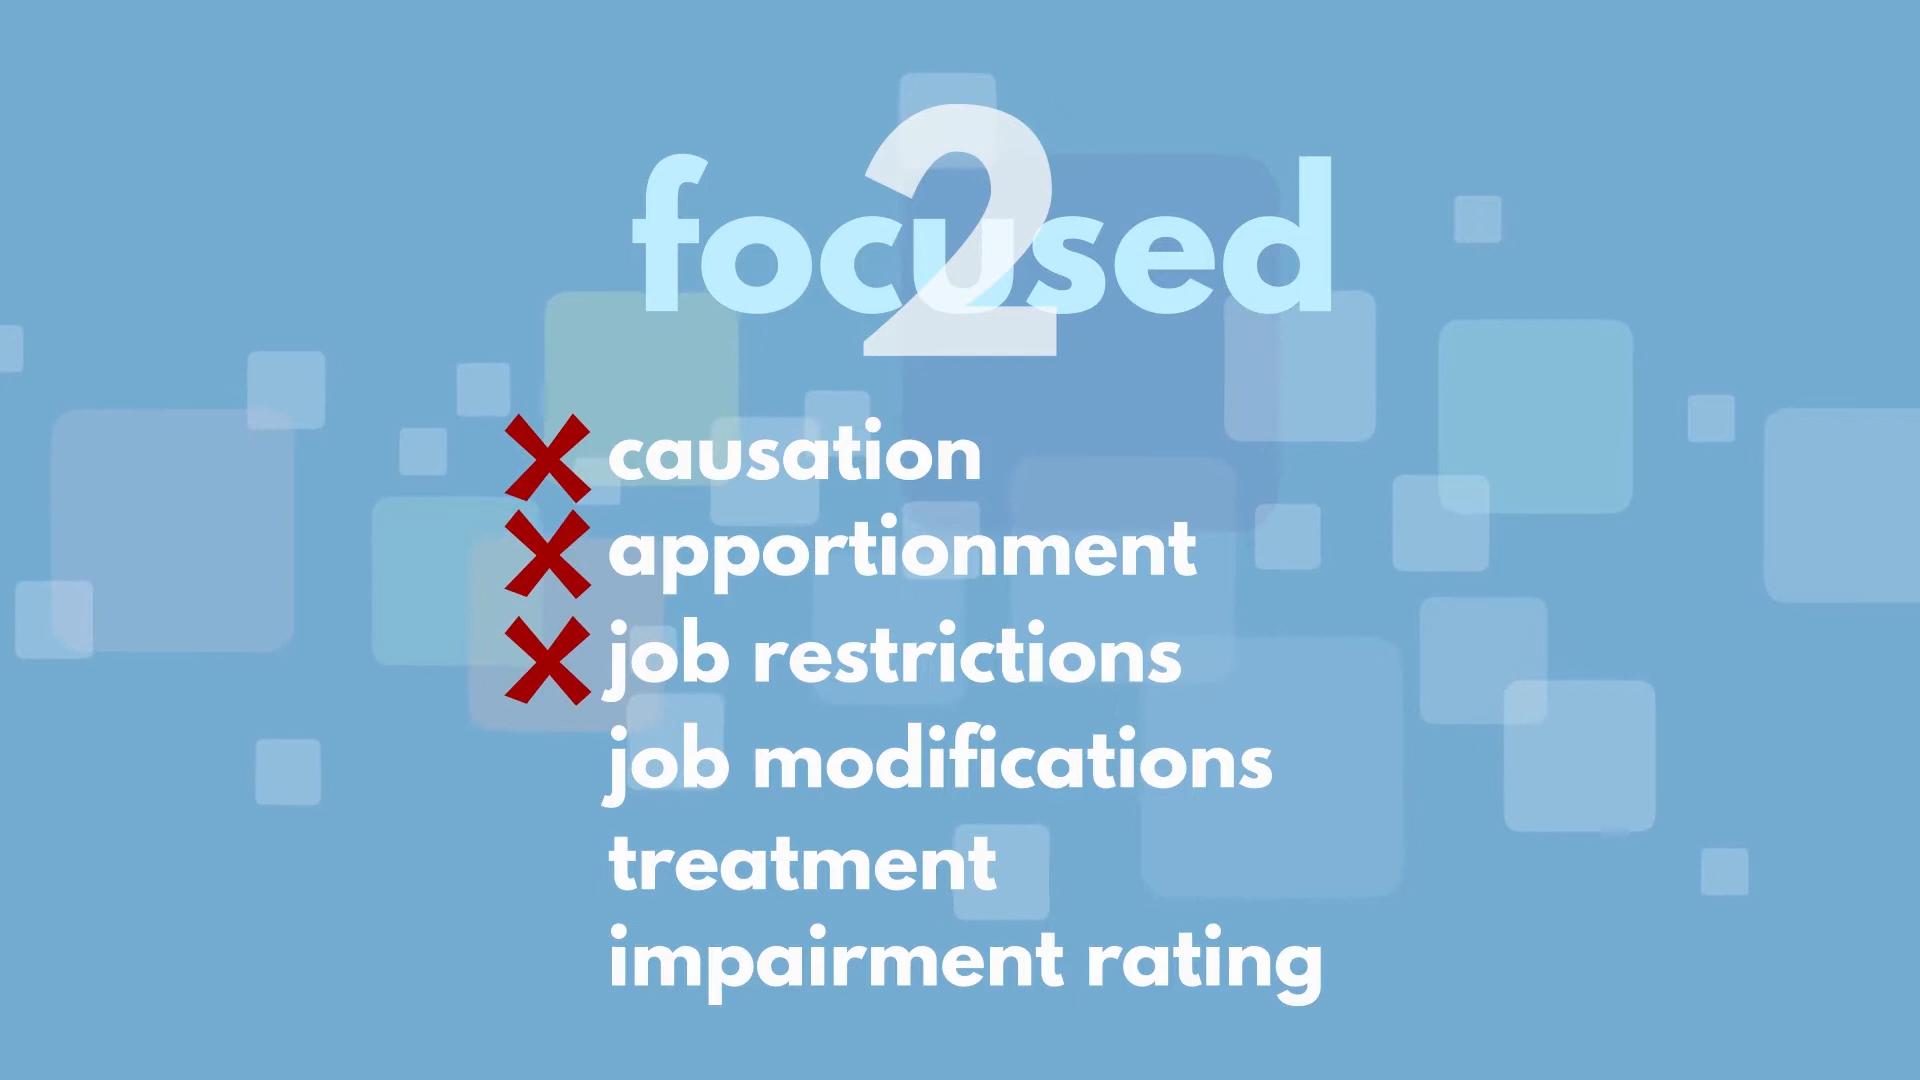 2
focused
causation
apportionment
job restrictions
job modifications
treatment
impairment rating